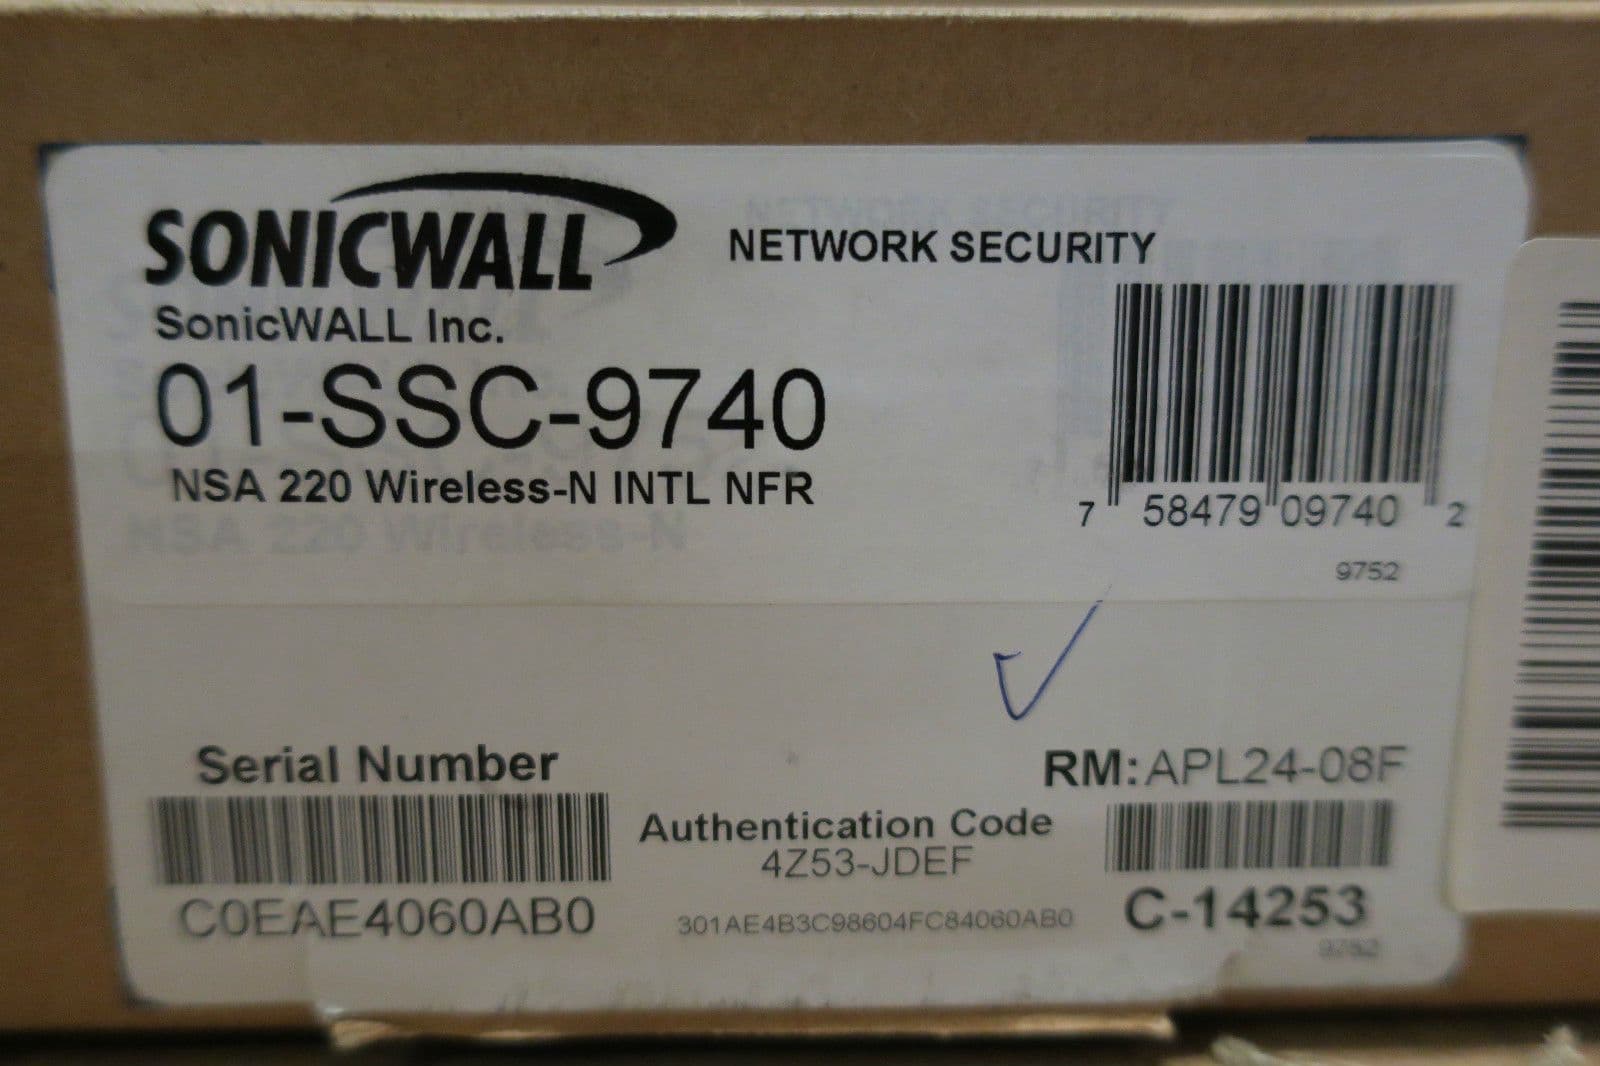 SONICWALL
NETWORK SECURITY
SonicWALL Inc.
01-SSC-9740
NSA 220 Wireless-N INTL NFR
7 58479 09740 2
9752
Serial Number
RM:APL24-08F
Authentication Code
4Z53-JDEF
C0EAE4060AB0
301AE4B3C98604FC84060AB0
C-14253
9752